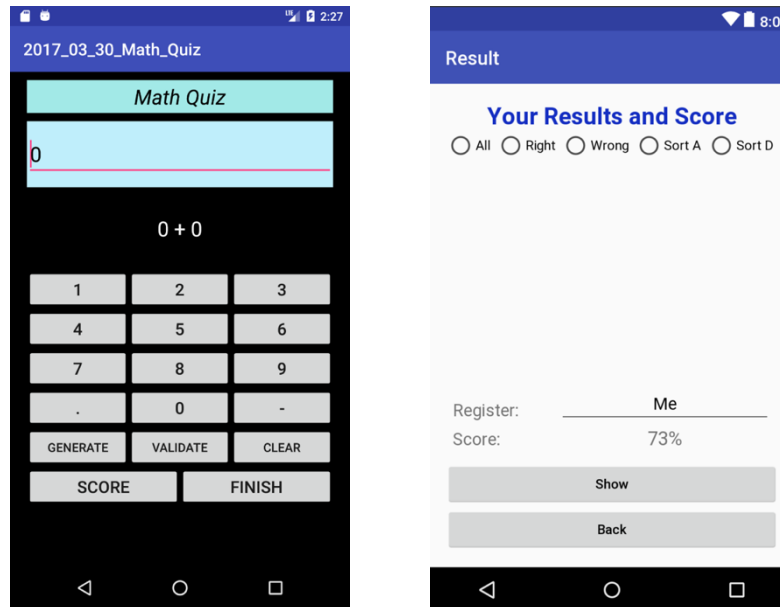 2:27
2017_03_30_Math_Quiz
Math Quiz
0
0 + 0
1 2 3
4 5 6
7 8 9
. 0 -
GENERATE VALIDATE CLEAR
SCORE FINISH
Result
Your Results and Score
All Right Wrong Sort A Sort D
Register: Me
Score: 73%
Show
Back